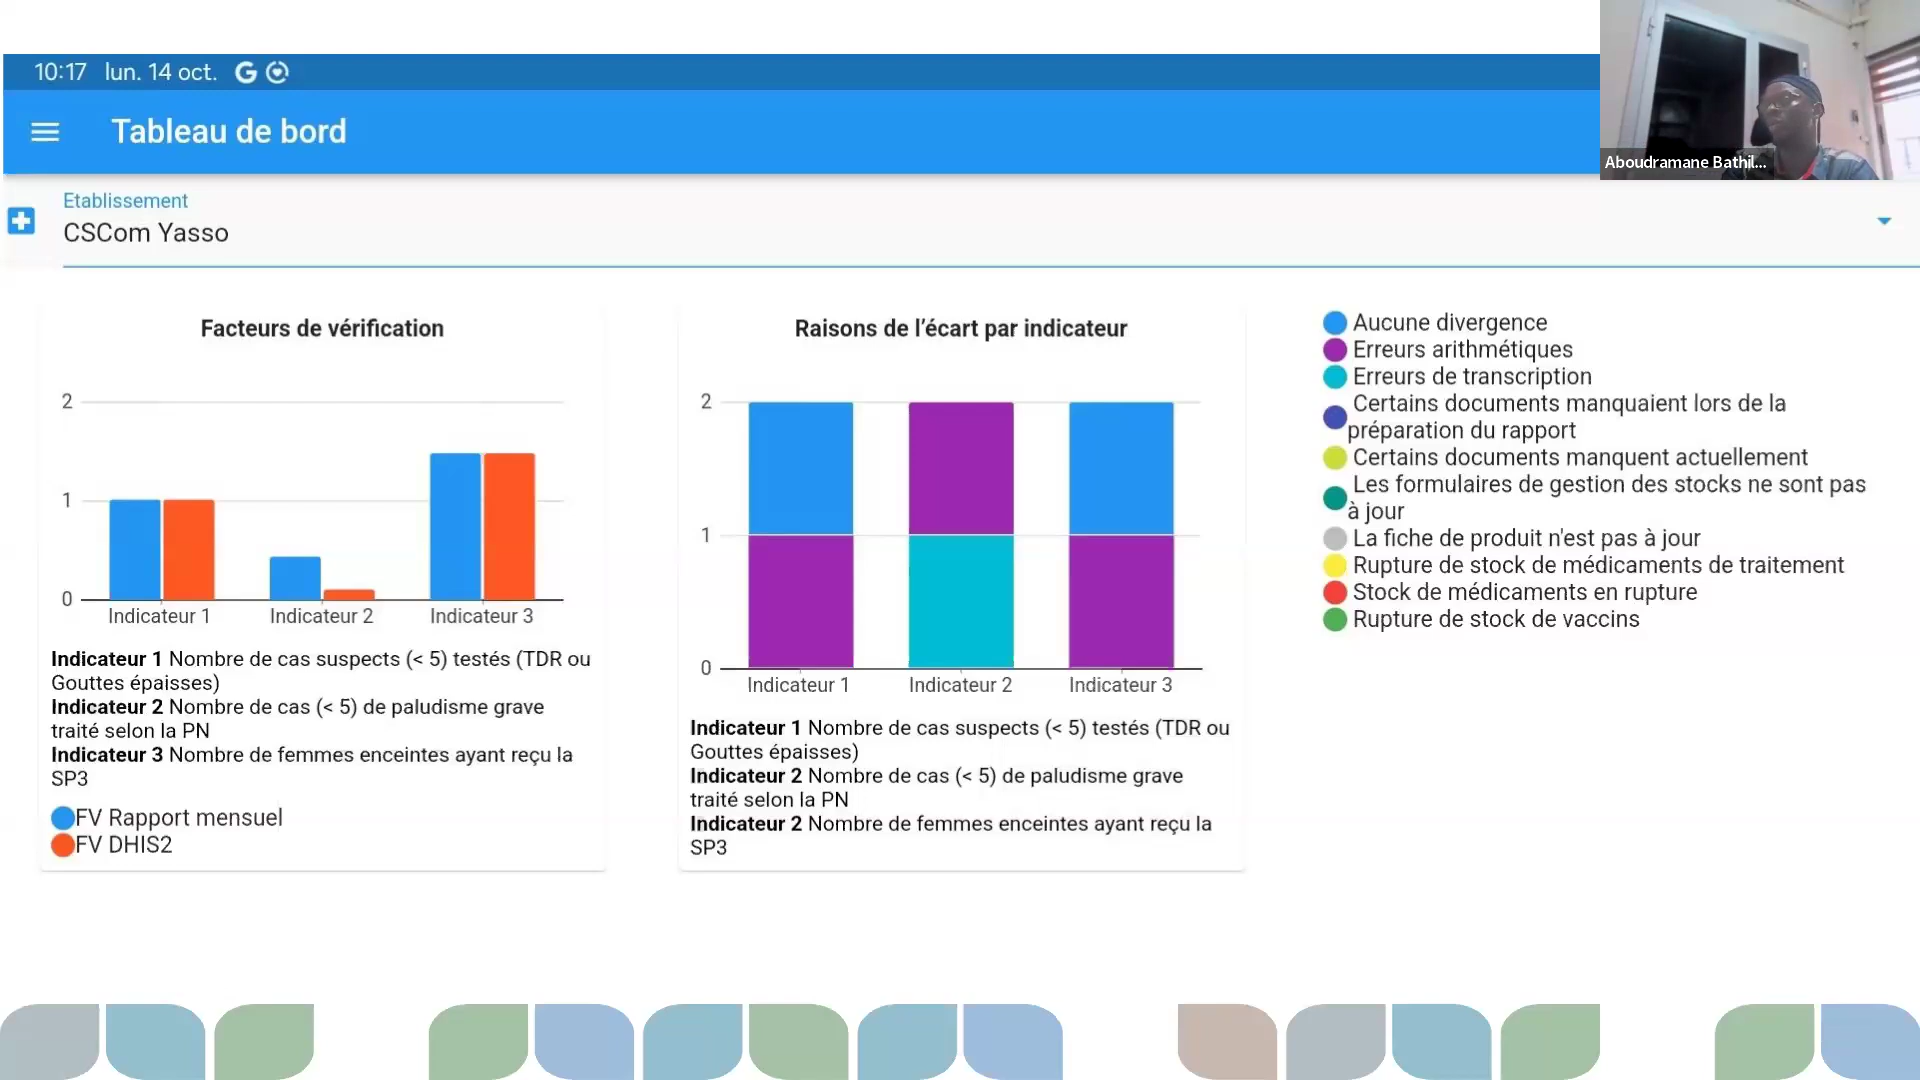 10:17 lun. 14 oct.
Tableau de bord
Aboudramane Bathil...
Etablissement
CSCom Yasso
Facteurs de vérification
2
1
0
Indicateur 1
Indicateur 2
Indicateur 3
Indicateur 1 Nombre de cas suspects (< 5) testés (TDR ou
Gouttes épaisses)
Indicateur 2 Nombre de cas (< 5) de paludisme grave
traité selon la PN
Indicateur 3 Nombre de femmes enceintes ayant reçu la
SP3
FV Rapport mensuel
FV DHIS2
Raisons de l’écart par indicateur
2
1
0
Indicateur 1
Indicateur 2
Indicateur 3
Indicateur 1 Nombre de cas suspects (< 5) testés (TDR ou
Gouttes épaisses)
Indicateur 2 Nombre de cas (< 5) de paludisme grave
traité selon la PN
Indicateur 2 Nombre de femmes enceintes ayant reçu la
SP3
Aucune divergence
Erreurs arithmétiques
Erreurs de transcription
Certains documents manquaient lors de la
préparation du rapport
Certains documents manquent actuellement
Les formulaires de gestion des stocks ne sont pas
à jour
La fiche de produit n'est pas à jour
Rupture de stock de médicaments de traitement
Stock de médicaments en rupture
Rupture de stock de vaccins